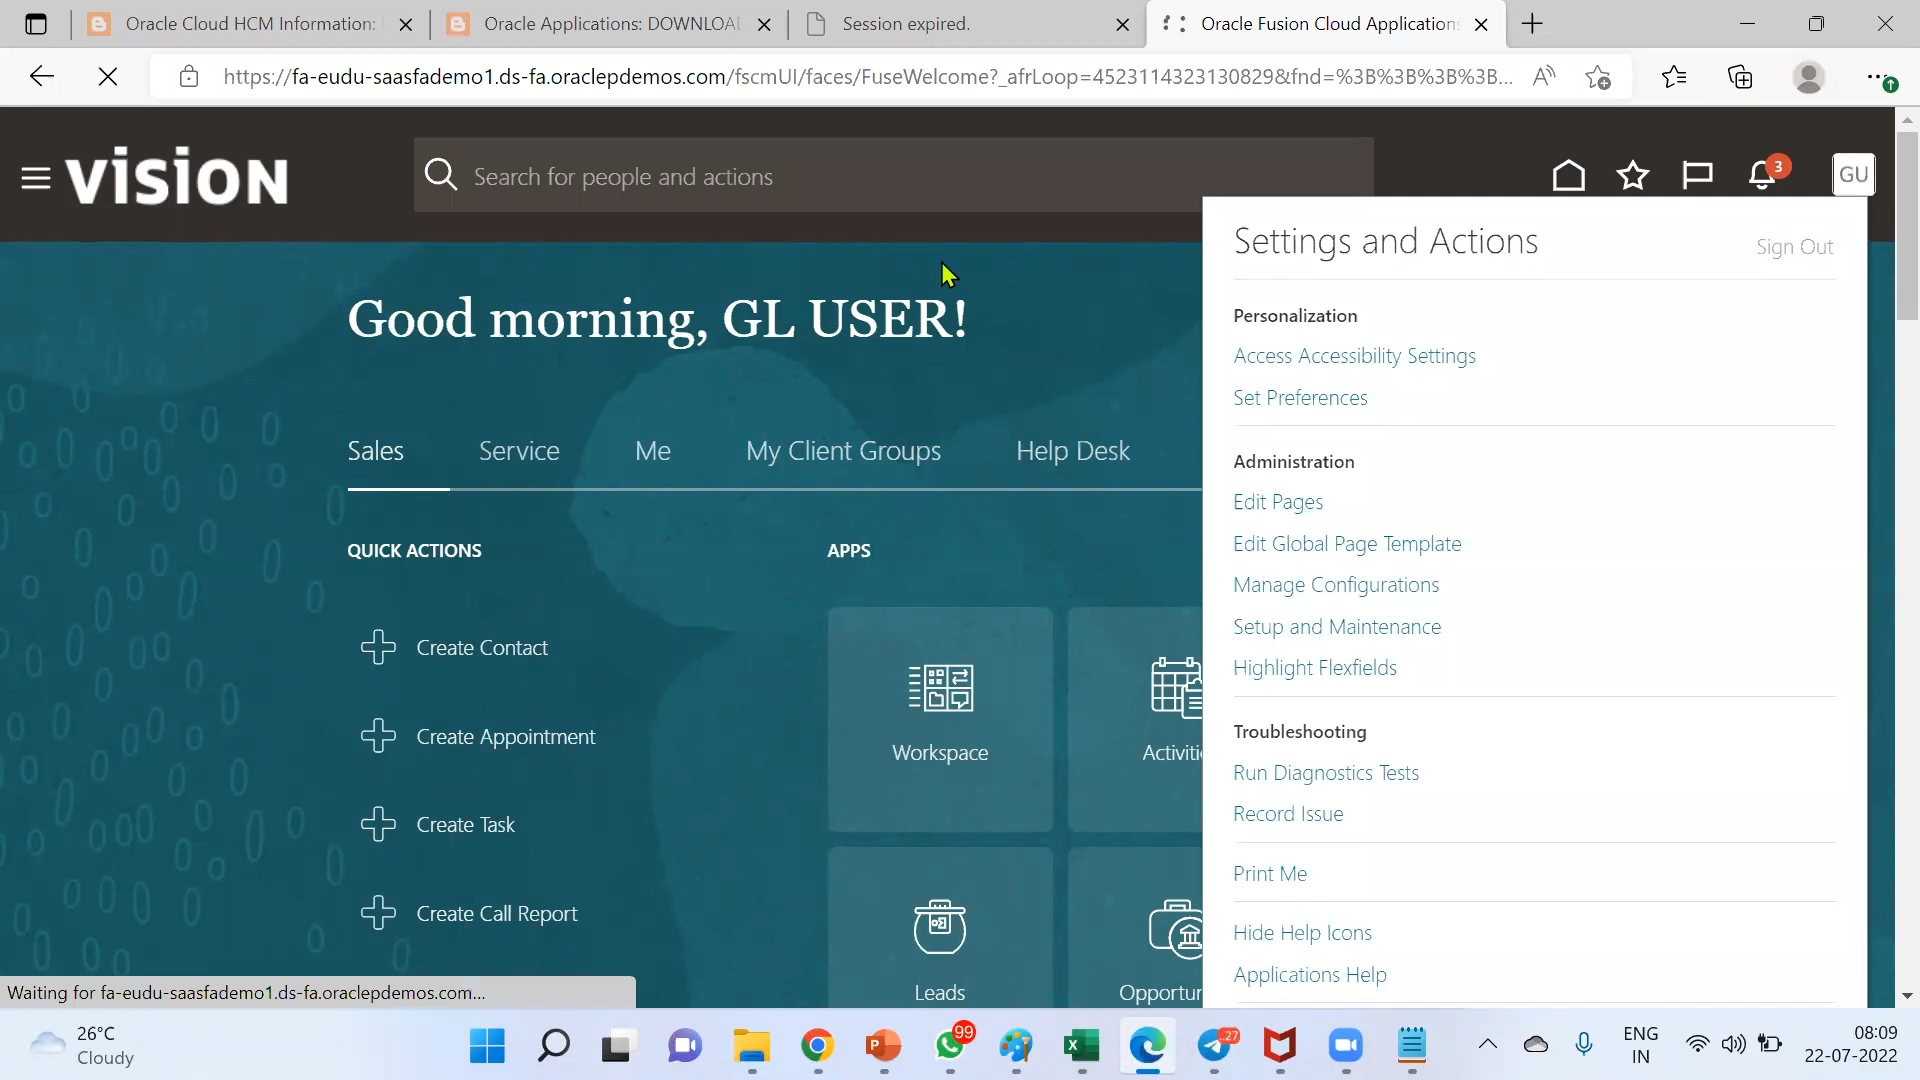 Oracle Cloud HCM Information:
Oracle Applications: DOWNLOA
Session expired.
Oracle Fusion Cloud Applications
https://fa-eudu-saasfademo1.ds-fa.oraclepdemos.com/fscmUI/faces/FuseWelcome?_afrLoop=4523114323130829&fnd=%3B%3B%3B%3B...
vision
Search for people and actions
3
GU
Settings and Actions
Sign Out
Good morning, GL USER!
Personalization
Access Accessibility Settings
Set Preferences
Sales
Service
Me
My Client Groups
Help Desk
Administration
Edit Pages
Edit Global Page Template
Manage Configurations
Setup and Maintenance
Highlight Flexfields
QUICK ACTIONS
APPS
Create Contact
Create Appointment
Create Task
Create Call Report
Workspace
Activitie
Leads
Opportun
Troubleshooting
Run Diagnostics Tests
Record Issue
Print Me
Hide Help Icons
Applications Help
Waiting for fa-eudu-saasfademo1.ds-fa.oraclepdemos.com...
26°C
Cloudy
99
27
ENG
IN
08:09
22-07-2022